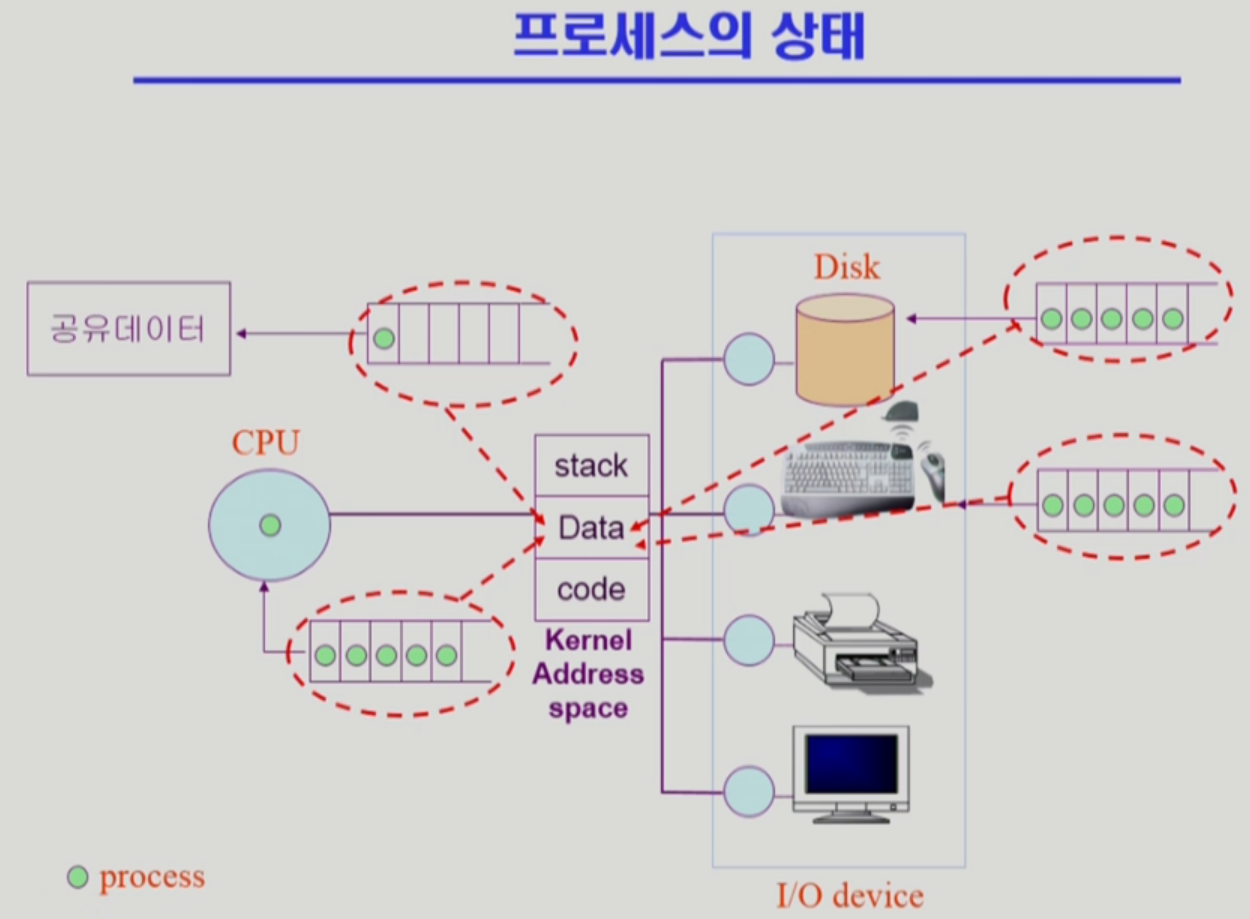 프로세스의 상태
Disk
공유데이터
CPU
stack
Data
code
Kernel
Address
space
process
I/O device